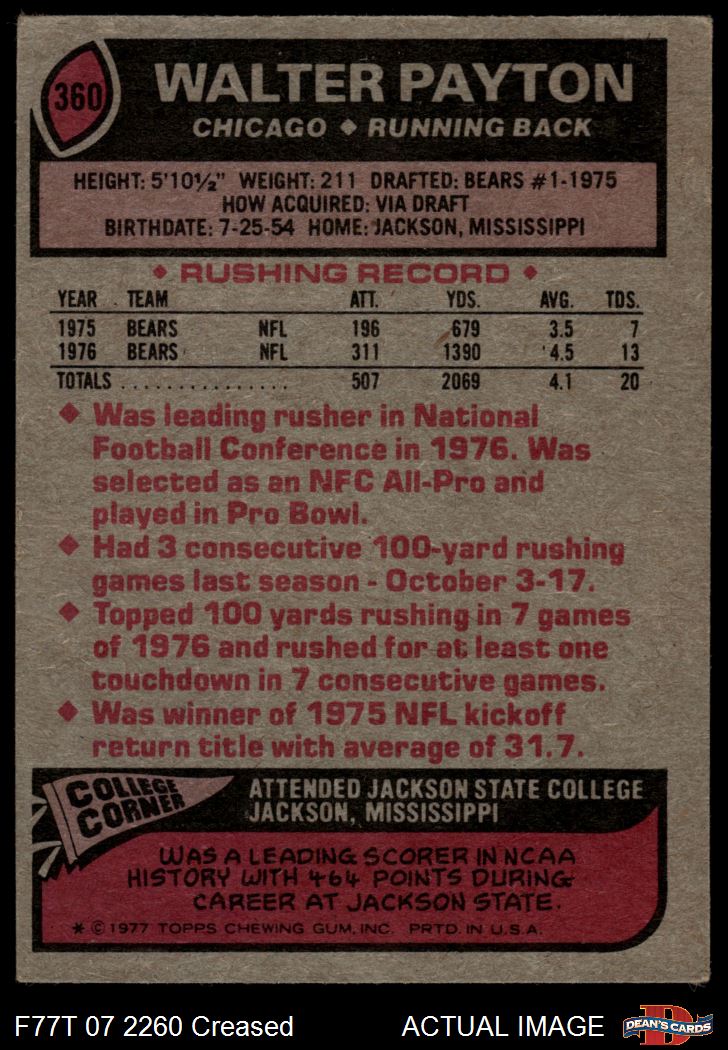 360
WALTER PAYTON
CHICAGO ♦ RUNNING BACK
HEIGHT: 5'10½" WEIGHT: 211 DRAFTED: BEARS #1-1975
HOW ACQUIRED: VIA DRAFT
BIRTHDATE: 7-25-54 HOME: JACKSON, MISSISSIPPI
♦ RUSHING RECORD ♦
YEAR TEAM ATT. YDS. AVG. TDS.
1975 BEARS NFL 196 679 3.5 7
1976 BEARS NFL 311 1390 4.5 13
TOTALS ............... 507 2069 4.1 20
♦ Was leading rusher in National
Football Conference in 1976. Was
selected as an NFC All-Pro and
played in Pro Bowl.
♦ Had 3 consecutive 100-yard rushing
games last season - October 3-17.
♦ Topped 100 yards rushing in 7 games
of 1976 and rushed for at least one
touchdown in 7 consecutive games.
♦ Was winner of 1975 NFL kickoff
return title with average of 31.7.
COLLEGE
CORNER
ATTENDED JACKSON STATE COLLEGE
JACKSON, MISSISSIPPI
WAS A LEADING SCORER IN NCAA
HISTORY WITH 464 POINTS DURING
CAREER AT JACKSON STATE.
* © 1977 TOPPS CHEWING GUM, INC. PRTD. IN U.S.A.
F77T 07 2260 Creased ACTUAL IMAGE
D
DEAN'S CARDS